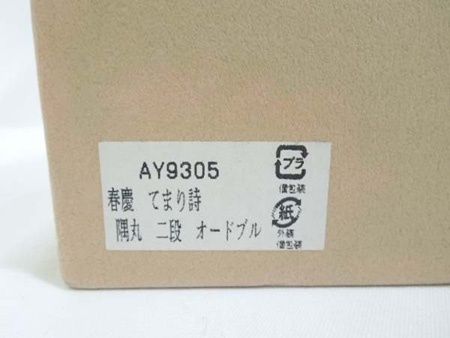 AY9305
春慶 てまり詩
隅丸 二段 オードブル
プラ
個包装
紙
外装
個包装